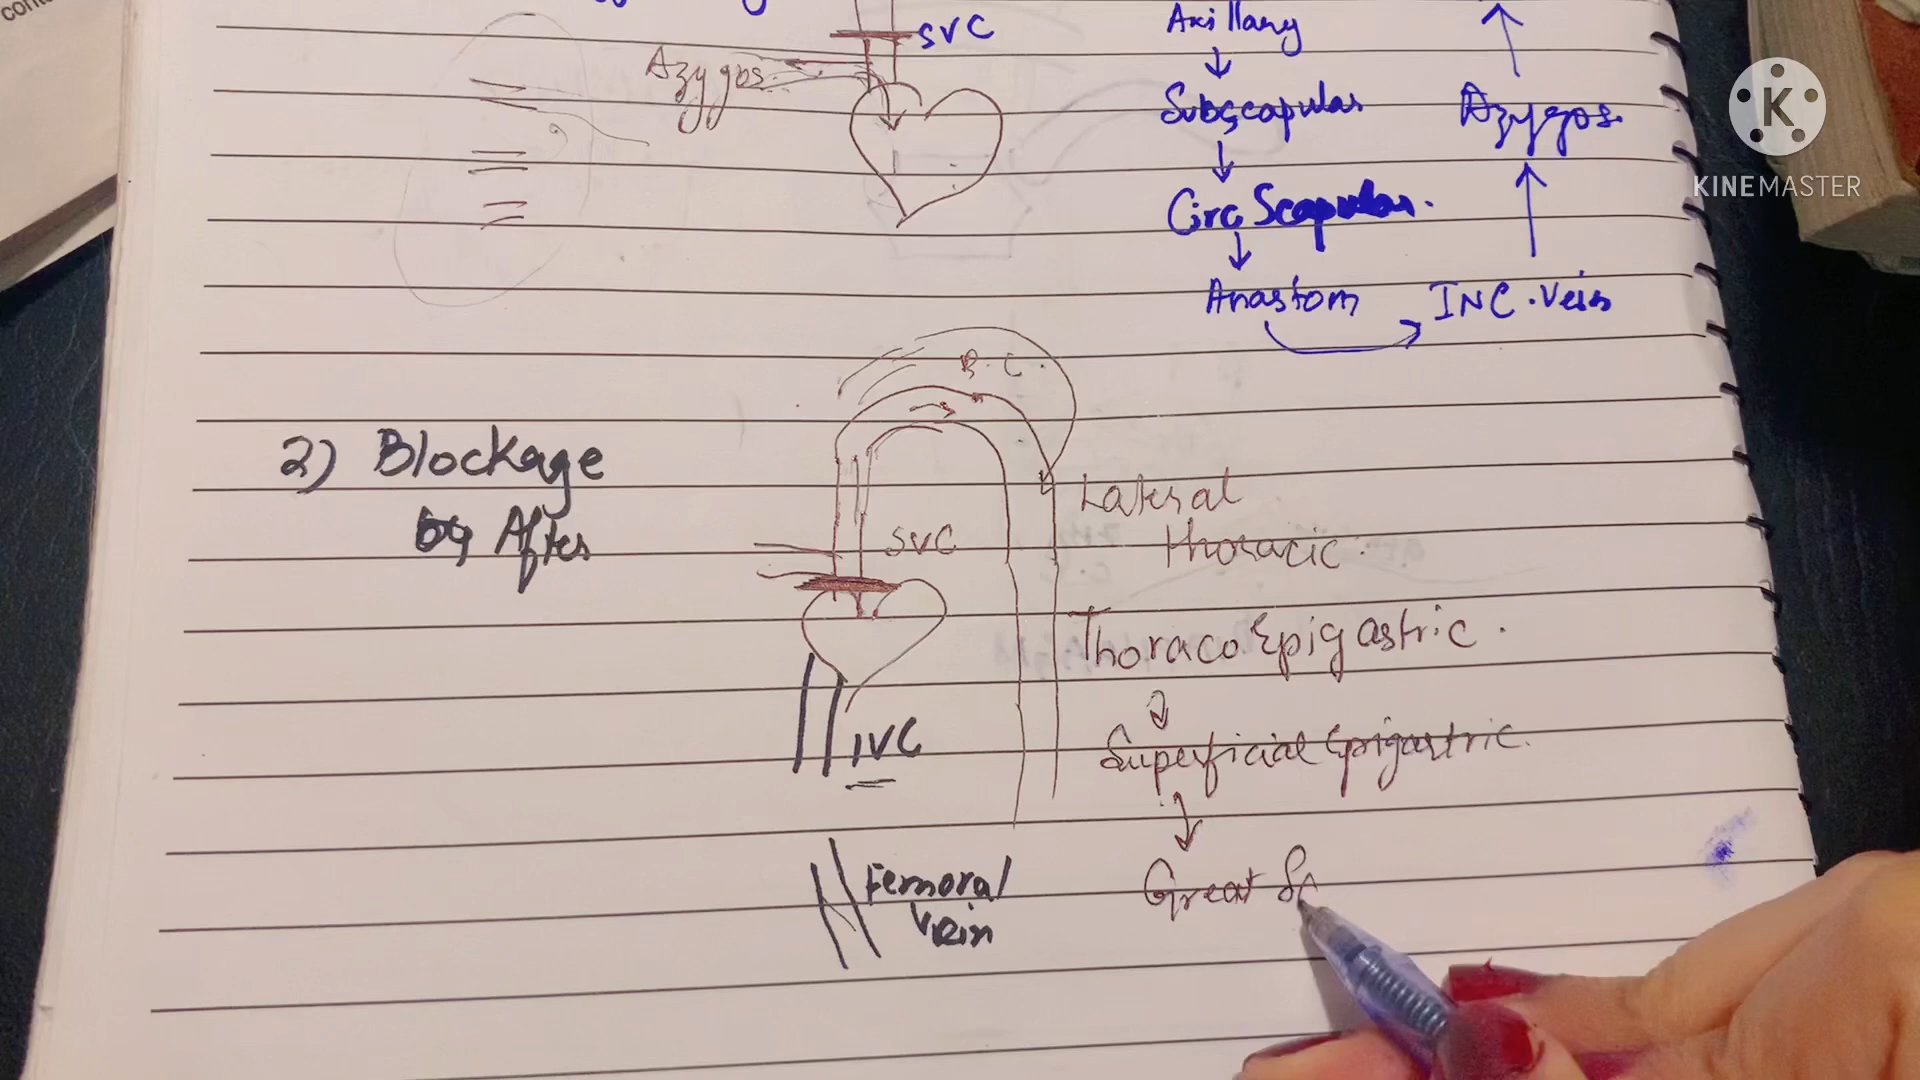 SVC
Azygos.
Axillary
Subscapular
Circ Scapular.
Anastom
INC. Vein
Azygos.
K
KINEMASTER
2) Blockage
After
B.C.
SVC
Lateral
thoracic.
Thoraco Epigastric.
Superficial Epigastric.
IVC
Femoral
Vein
Great Sa